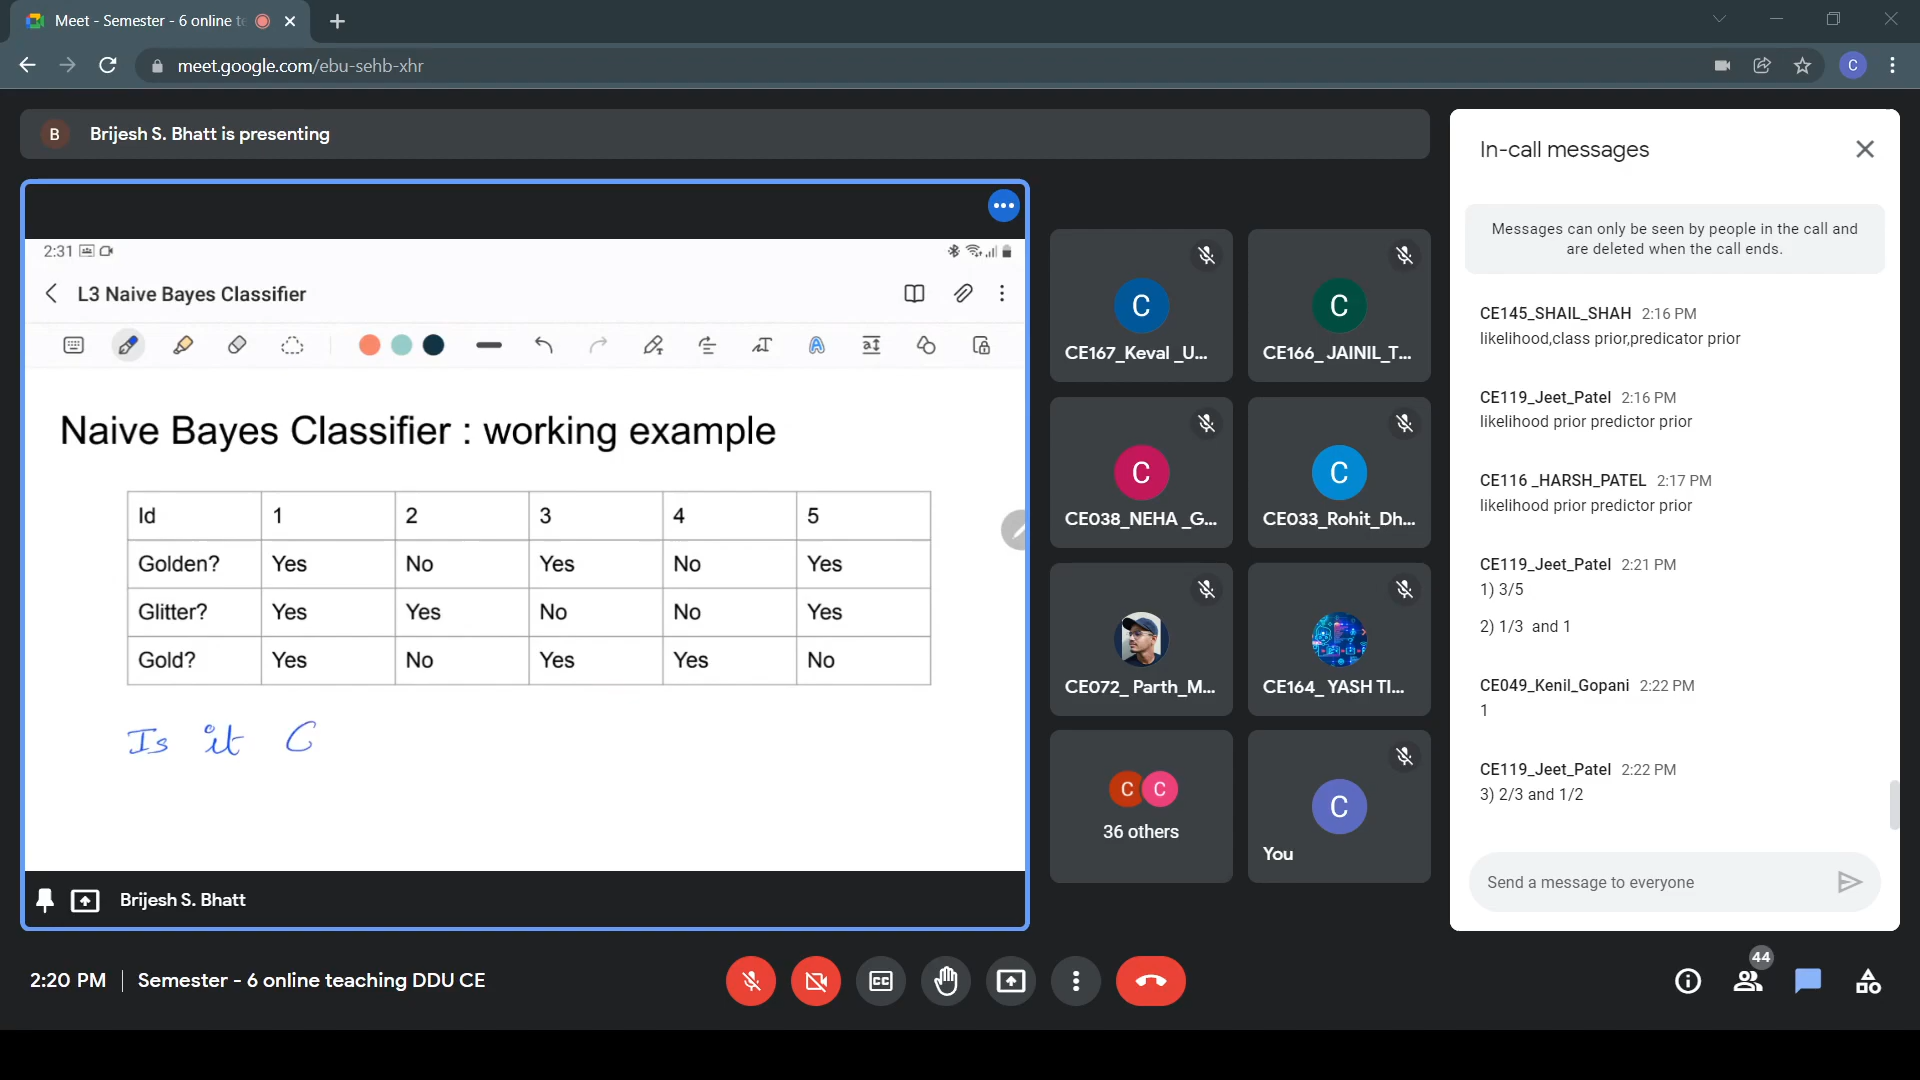 Meet - Semester - 6 online te
meet.google.com/ebu-sehb-xhr
C
B Brijesh S. Bhatt is presenting
2:31
L3 Naive Bayes Classifier
Naive Bayes Classifier : working example
Id 1 2 3 4 5
Golden? Yes No Yes No Yes
Glitter? Yes Yes No No Yes
Gold? Yes No Yes Yes No
Is it G
Brijesh S. Bhatt
C
CE167_Keval _U...
C
CE166_ JAINIL_T...
C
CE038_NEHA _G...
C
CE033_Rohit_Dh...
CE072_ Parth_M...
CE164_ YASH TI...
C C
36 others
C
You
In-call messages
Messages can only be seen by people in the call and
are deleted when the call ends.
CE145_SHAIL_SHAH 2:16 PM
likelihood,class prior,predicator prior
CE119_Jeet_Patel 2:16 PM
likelihood prior predictor prior
CE116 _HARSH_PATEL 2:17 PM
likelihood prior predictor prior
CE119_Jeet_Patel 2:21 PM
1) 3/5
2) 1/3 and 1
CE049_Kenil_Gopani 2:22 PM
1
CE119_Jeet_Patel 2:22 PM
3) 2/3 and 1/2
Send a message to everyone
2:20 PM Semester - 6 online teaching DDU CE
CC
44